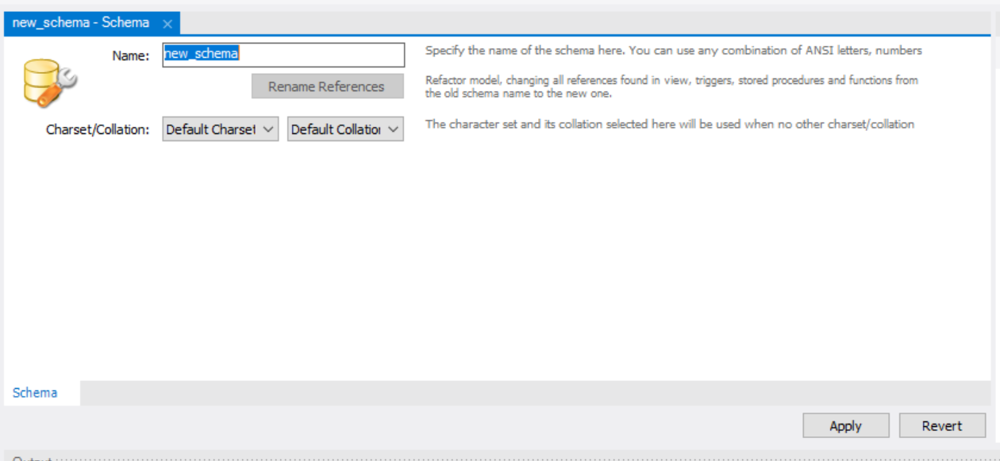 new_schema - Schema ×
Name: new_schema
Specify the name of the schema here. You can use any combination of ANSI letters, numbers
Rename References
Refactor model, changing all references found in view, triggers, stored procedures and functions from
the old schema name to the new one.
Charset/Collation: Default Charset Default Collation
The character set and its collation selected here will be used when no other charset/collation
Schema
Apply Revert
Output